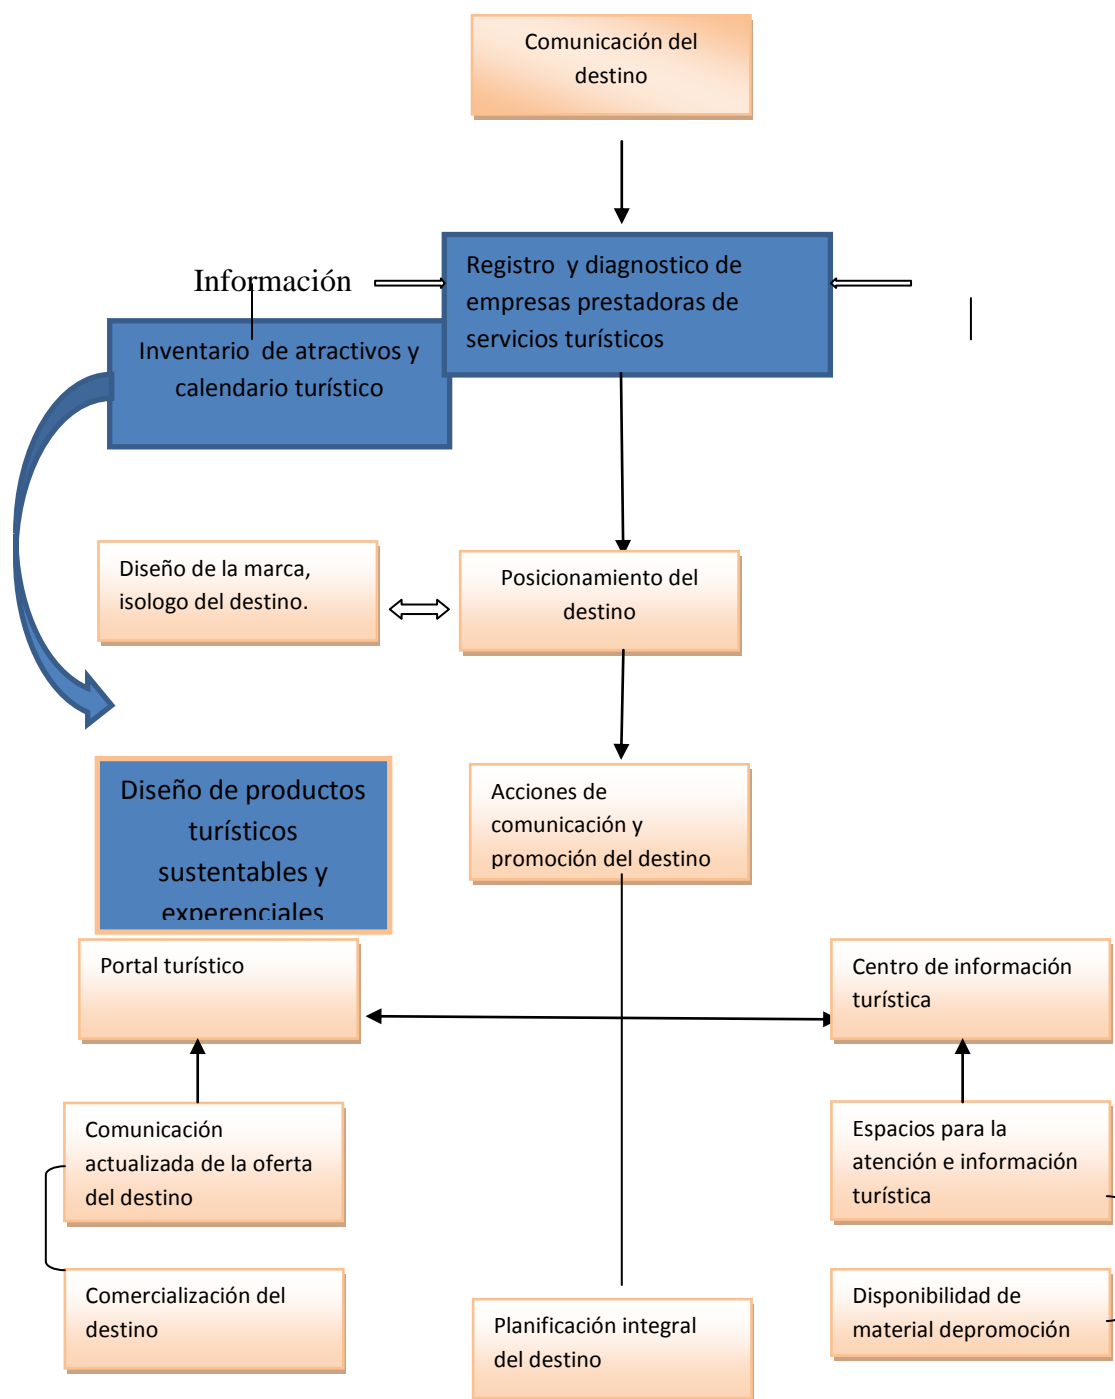 Comunicación del
destino
Información
Registro y diagnostico de
empresas prestadoras de
servicios turísticos
Inventario de atractivos y
calendario turístico
Diseño de la marca,
isologo del destino.
Posicionamiento del
destino
Diseño de productos
turísticos
sustentables y
experenciales
Acciones de
comunicación y
promoción del destino
Portal turístico
Centro de información
turística
Comunicación
actualizada de la oferta
del destino
Espacios para la
atención e información
turística
Comercialización del
destino
Planificación integral
del destino
Disponibilidad de
material depromoción